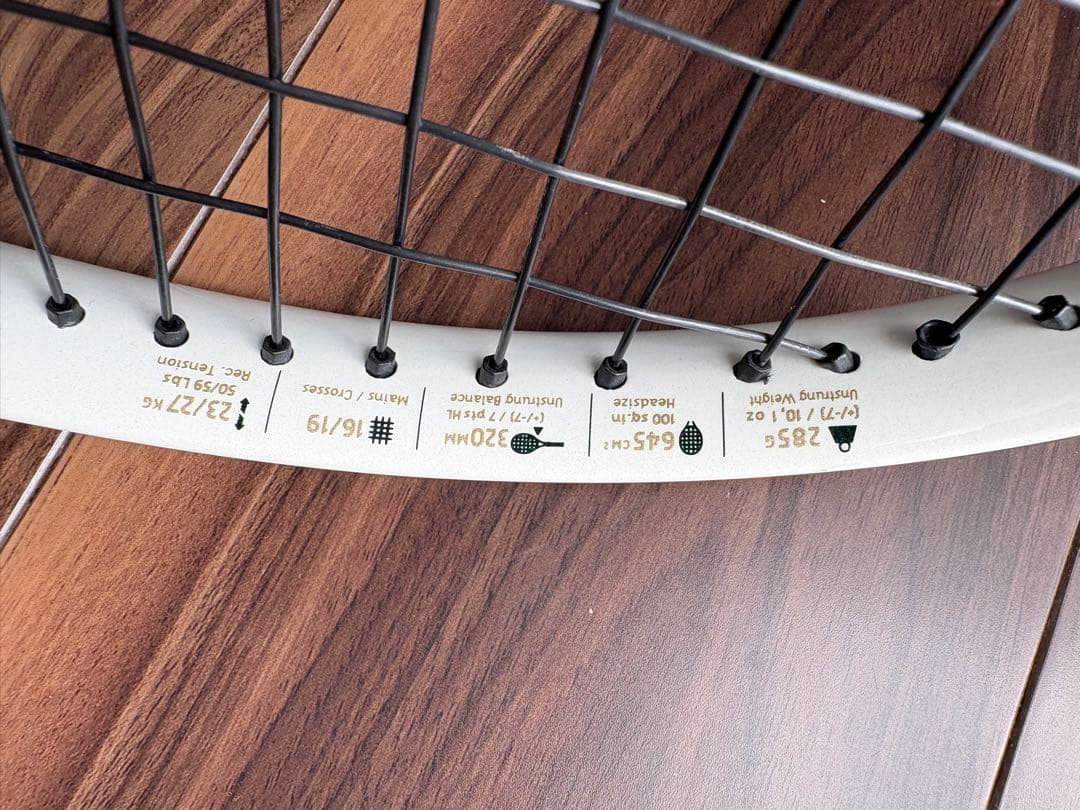 285G
(+/-7) / 10,1 oz
Unstrung Weight
645 CM²
100 sq.in
Headsize
320MM
(+/-7) / 7 pts HL
Unstrung Balance
16/19
Mains / Crosses
23/27 KG
50/59 Lbs
Rec. Tension